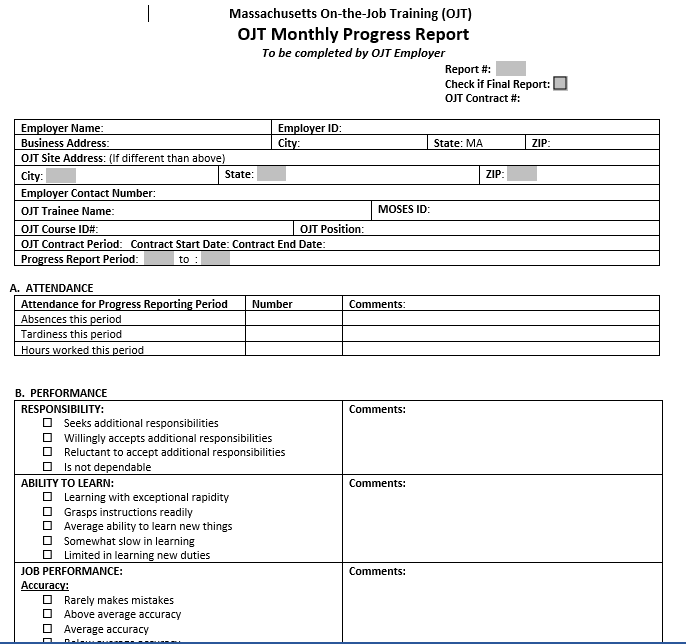 Massachusetts On-the-Job Training (OJT)
OJT Monthly Progress Report
To be completed by OJT Employer
Report #:
Check if Final Report:
OJT Contract #:
Employer Name: Employer ID:
Business Address: City: State: MA ZIP:
OJT Site Address: (If different than above)
City: State: ZIP:
Employer Contact Number:
OJT Trainee Name: MOSES ID:
OJT Course ID#: OJT Position:
OJT Contract Period: Contract Start Date: Contract End Date:
Progress Report Period: to :
A. ATTENDANCE
Attendance for Progress Reporting Period Number Comments:
Absences this period
Tardiness this period
Hours worked this period
B. PERFORMANCE
RESPONSIBILITY: Comments:
☐ Seeks additional responsibilities
☐ Willingly accepts additional responsibilities
☐ Reluctant to accept additional responsibilities
☐ Is not dependable
ABILITY TO LEARN: Comments:
☐ Learning with exceptional rapidity
☐ Grasps instructions readily
☐ Average ability to learn new things
☐ Somewhat slow in learning
☐ Limited in learning new duties
JOB PERFORMANCE: Comments:
Accuracy:
☐ Rarely makes mistakes
☐ Above average accuracy
☐ Average accuracy